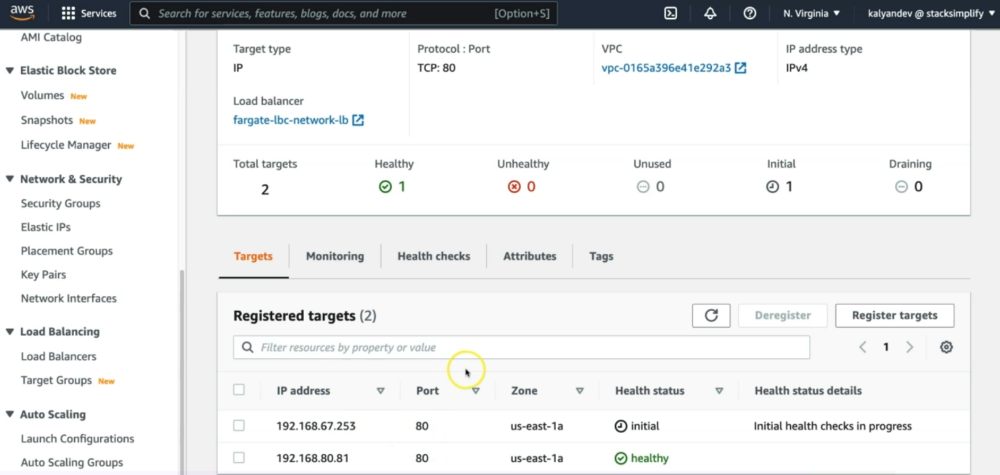 aws Services Search for services, features, blogs, docs, and more [Option+S] N. Virginia ▼ kalyandev @ stacksimplify ▼
AMI Catalog
Elastic Block Store
Volumes New
Snapshots New
Lifecycle Manager New
Network & Security
Security Groups
Elastic IPs
Placement Groups
Key Pairs
Network Interfaces
Load Balancing
Load Balancers
Target Groups New
Auto Scaling
Launch Configurations
Auto Scaling Groups
Target type Protocol : Port VPC IP address type
IP TCP: 80 vpc-0165a396e41e292a3 IPv4
Load balancer
fargate-lbc-network-lb
Total targets Healthy Unhealthy Unused Initial Draining
2 1 0 0 1 0
Targets Monitoring Health checks Attributes Tags
Registered targets (2) Deregister Register targets
Filter resources by property or value 1
IP address Port Zone Health status Health status details
192.168.67.253 80 us-east-1a initial Initial health checks in progress
192.168.80.81 80 us-east-1a healthy